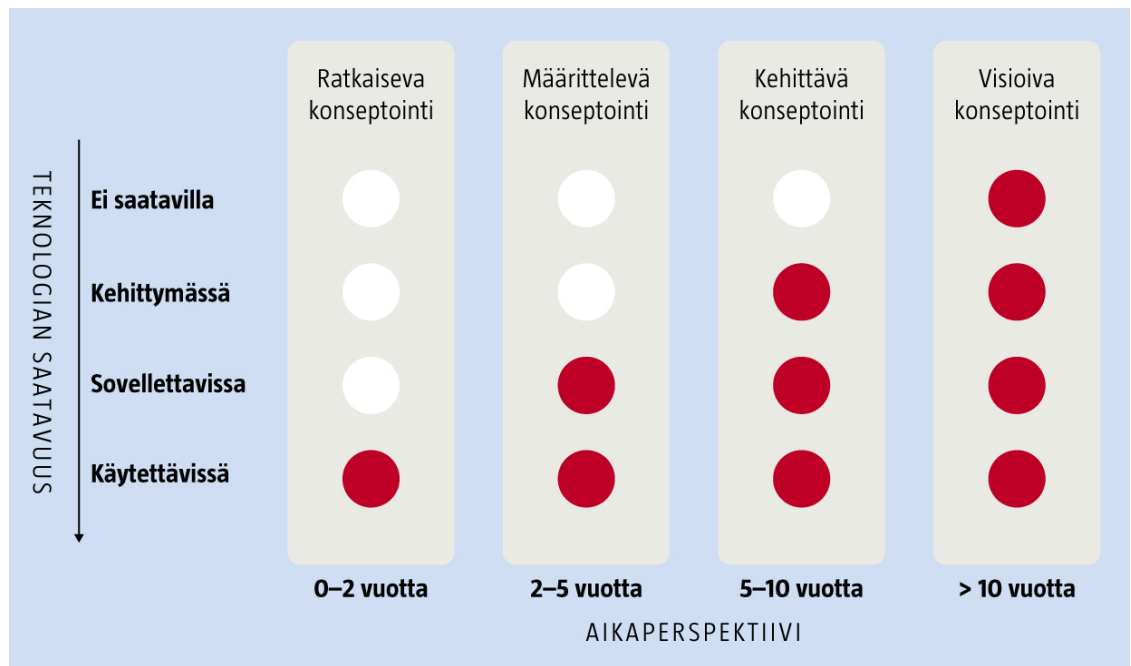 Ratkaiseva
konseptointi
Määrittelevä
konseptointi
Kehittävä
konseptointi
Visioiva
konseptointi
TEKNOLOGIAN SAATAVUUS
Ei saatavilla
Kehittymässä
Sovellettavissa
Käytettävissä
0–2 vuotta
2–5 vuotta
5–10 vuotta
> 10 vuotta
AIKAPERSPEKTIIVI